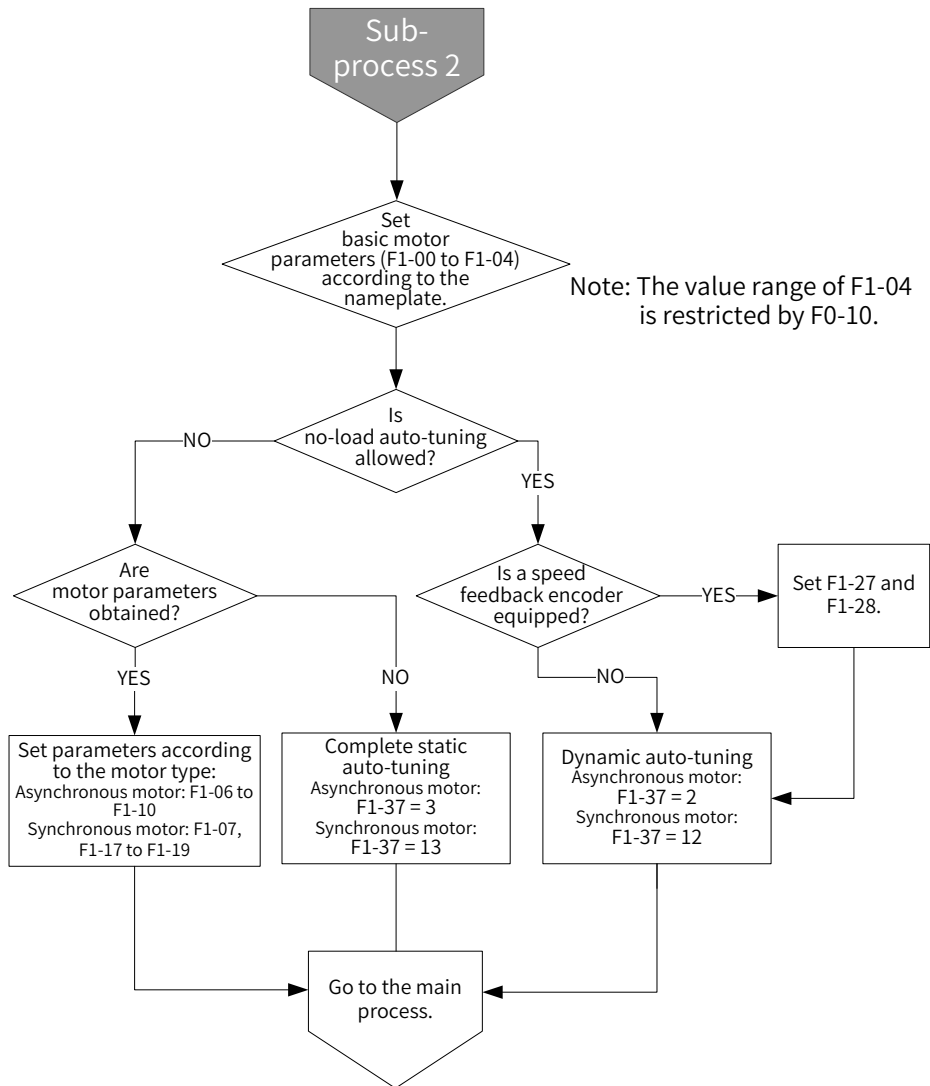 Sub-
process 2
Set
basic motor
parameters (F1-00 to F1-04)
according to the
nameplate.
Note: The value range of F1-04
is restricted by F0-10.
Is
no-load auto-tuning
allowed?
NO
YES
Are
motor parameters
obtained?
Is a speed
feedback encoder
equipped?
YES
Set F1-27 and
F1-28.
YES
NO
NO
Set parameters according
to the motor type:
Asynchronous motor: F1-06 to
F1-10
Synchronous motor: F1-07,
F1-17 to F1-19
Complete static
auto-tuning
Asynchronous motor:
F1-37 = 3
Synchronous motor:
F1-37 = 13
Dynamic auto-tuning
Asynchronous motor:
F1-37 = 2
Synchronous motor:
F1-37 = 12
Go to the main
process.